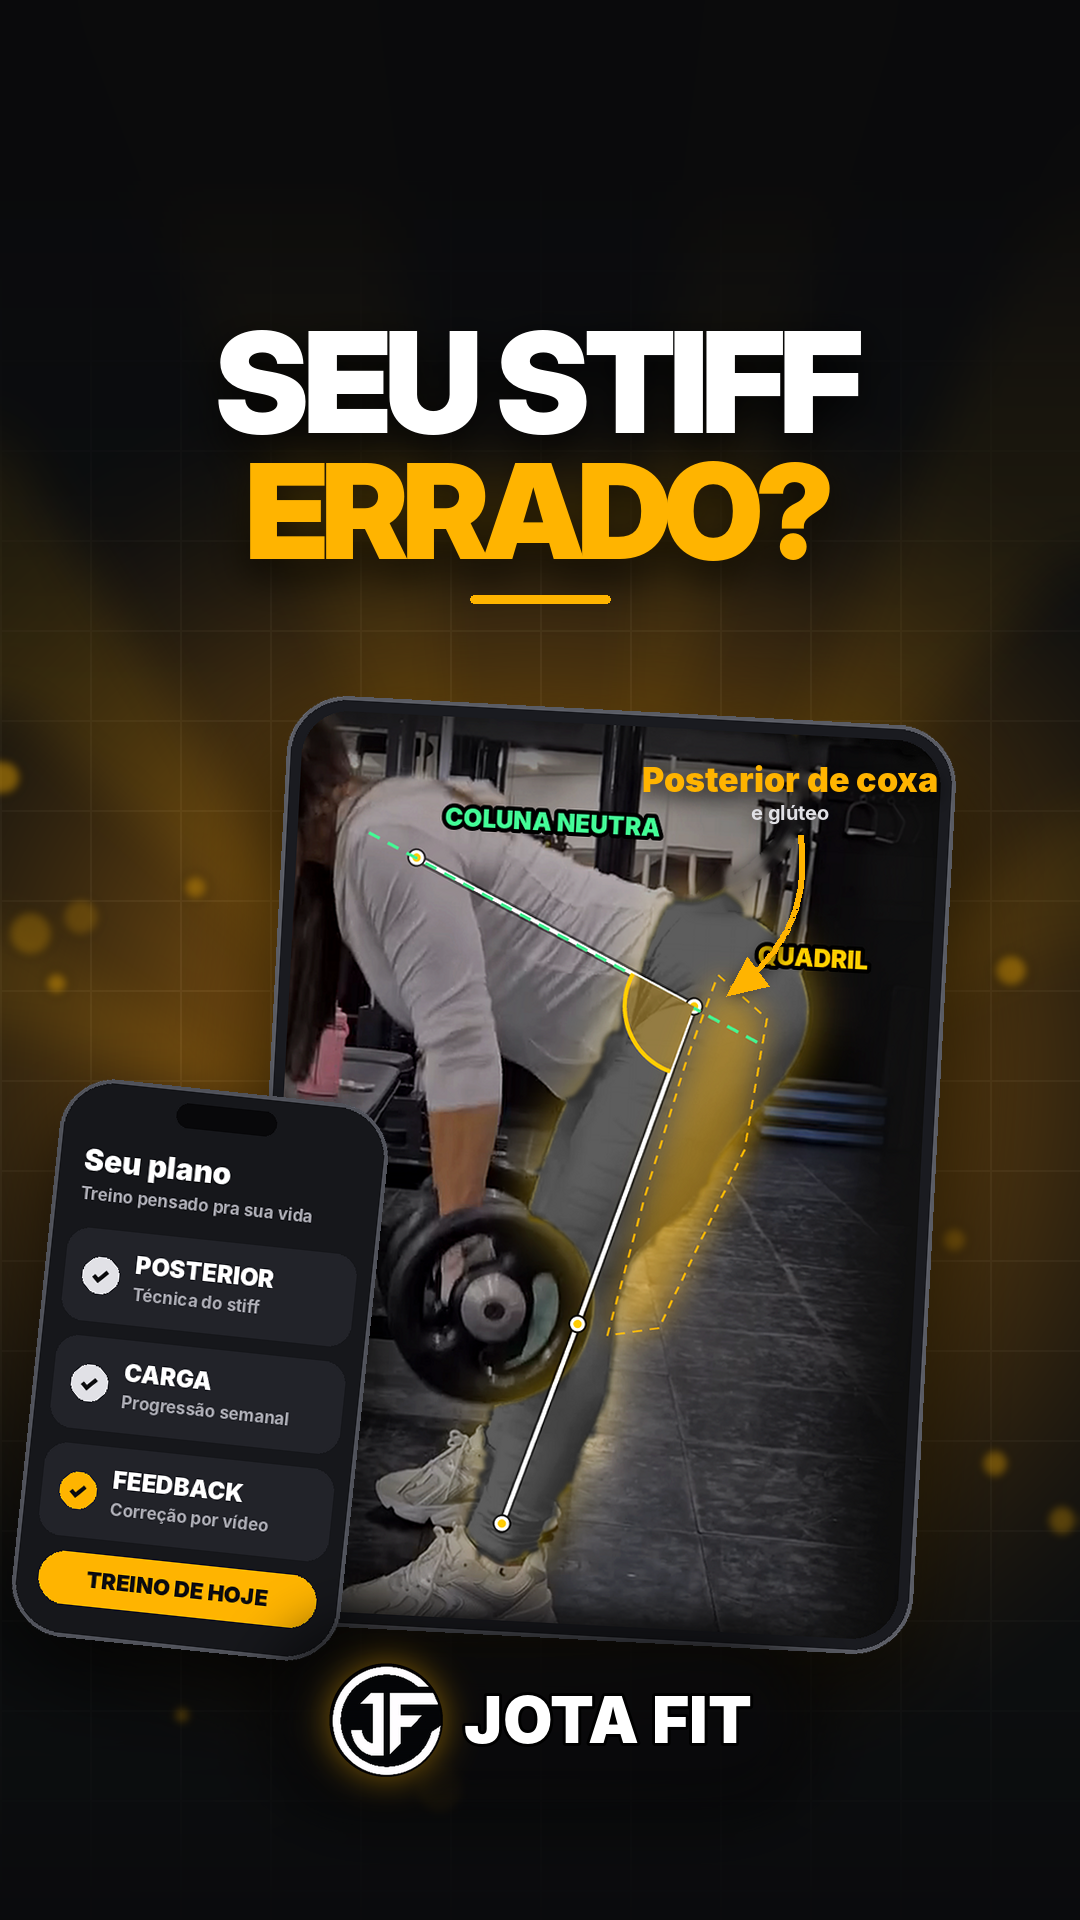 SEU STIFF
ERRADO?
Posterior de coxa
e glúteo
COLUNA NEUTRA
QUADRIL
Seu plano
Treino pensado pra sua vida
POSTERIOR
Técnica do stiff
CARGA
Progressão semanal
FEEDBACK
Correção por vídeo
TREINO DE HOJE
JF JOTA FIT